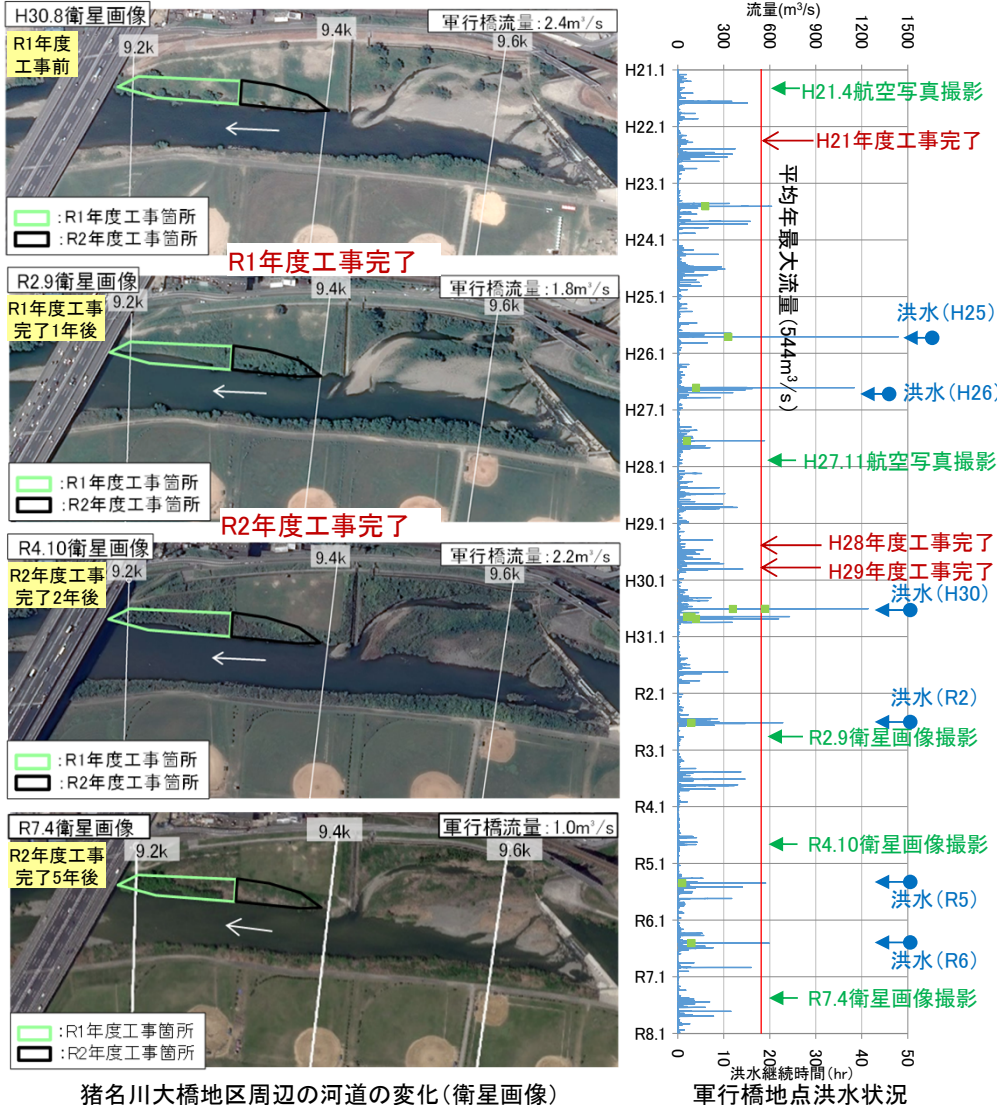 H30.8衛星画像
軍行橋流量:2.4m³/s
R1年度
工事前
9.2k
9.4k
9.6k
:R1年度工事箇所
:R2年度工事箇所
R1年度工事完了
R2.9衛星画像
軍行橋流量:1.8m³/s
R1年度工事
完了1年後
9.2k
9.4k
9.6k
:R1年度工事箇所
:R2年度工事箇所
R2年度工事完了
R4.10衛星画像
軍行橋流量:2.2m³/s
R2年度工事
完了2年後
9.2k
9.4k
9.6k
:R1年度工事箇所
:R2年度工事箇所
R7.4衛星画像
軍行橋流量:1.0m³/s
R2年度工事
完了5年後
9.2k
9.4k
9.6k
:R1年度工事箇所
:R2年度工事箇所
猪名川大橋地区周辺の河道の変化(衛星画像)
流量(m³/s)
0 300 600 900 1200 1500
H21.1
H22.1
H23.1
H24.1
H25.1
H26.1
H27.1
H28.1
H29.1
H30.1
H31.1
R2.1
R3.1
R4.1
R5.1
R6.1
R7.1
R8.1
H21.4航空写真撮影
H21年度工事完了
平均年最大流量(544m³/s)
洪水(H25)
洪水(H26)
H27.11航空写真撮影
H28年度工事完了
H29年度工事完了
洪水(H30)
洪水(R2)
R2.9衛星画像撮影
R4.10衛星画像撮影
洪水(R5)
洪水(R6)
R7.4衛星画像撮影
0 10 20 30 40 50
洪水継続時間(hr)
軍行橋地点洪水状況